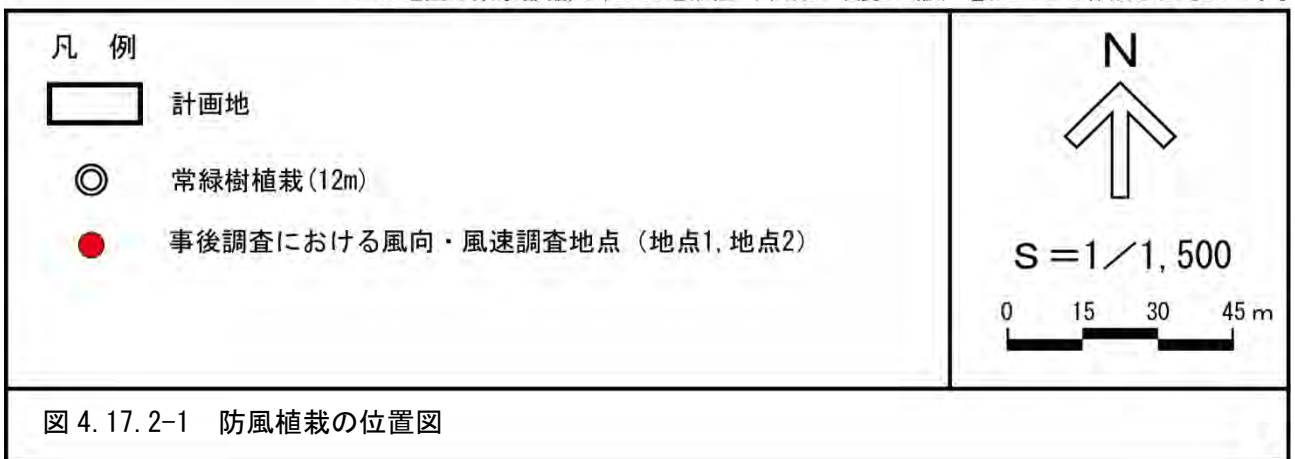 凡 例
計画地
常緑樹植栽(12m)
事後調査における風向・風速調査地点（地点1,地点2）
N
S＝1／1,500
0 15 30 45 m
図 4.17.2-1 防風植栽の位置図